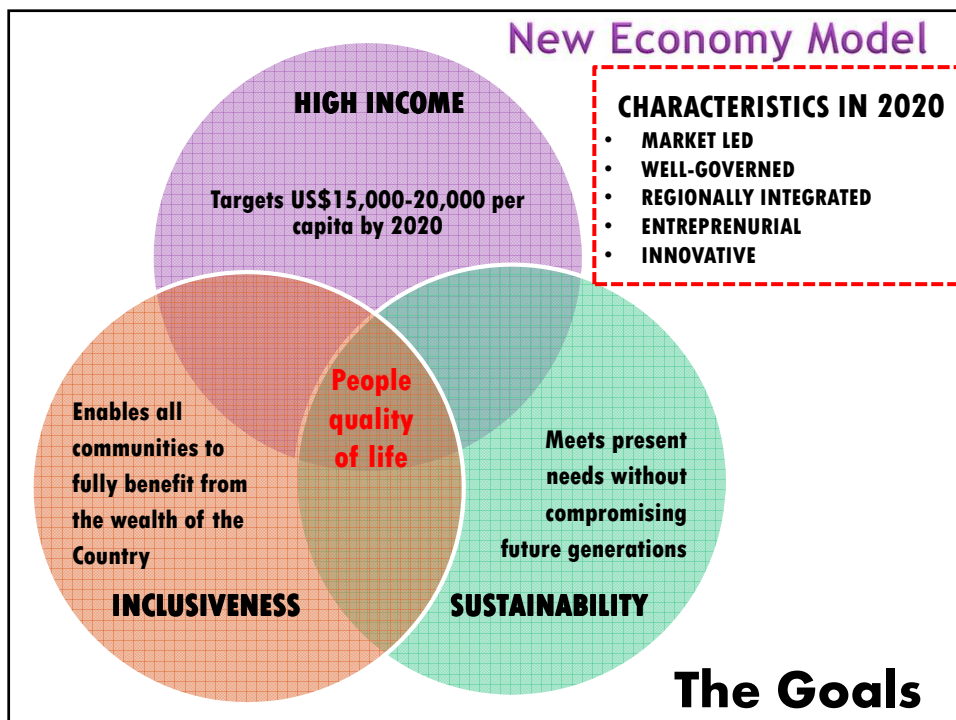 New Economy Model
HIGH INCOME
Targets US$15,000-20,000 per
capita by 2020
CHARACTERISTICS IN 2020
• MARKET LED
• WELL-GOVERNED
• REGIONALLY INTEGRATED
• ENTREPRENURIAL
• INNOVATIVE
People
quality
of life
Enables all
communities to
fully benefit from
the wealth of the
Country
INCLUSIVENESS
Meets present
needs without
compromising
future generations
SUSTAINABILITY
The Goals